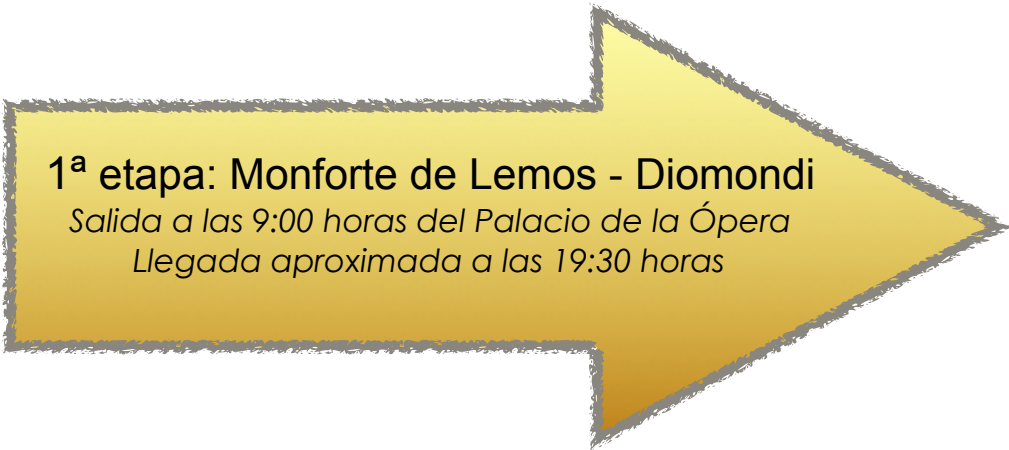 1ª etapa: Monforte de Lemos - Diomondi
Salida a las 9:00 horas del Palacio de la Ópera
Llegada aproximada a las 19:30 horas